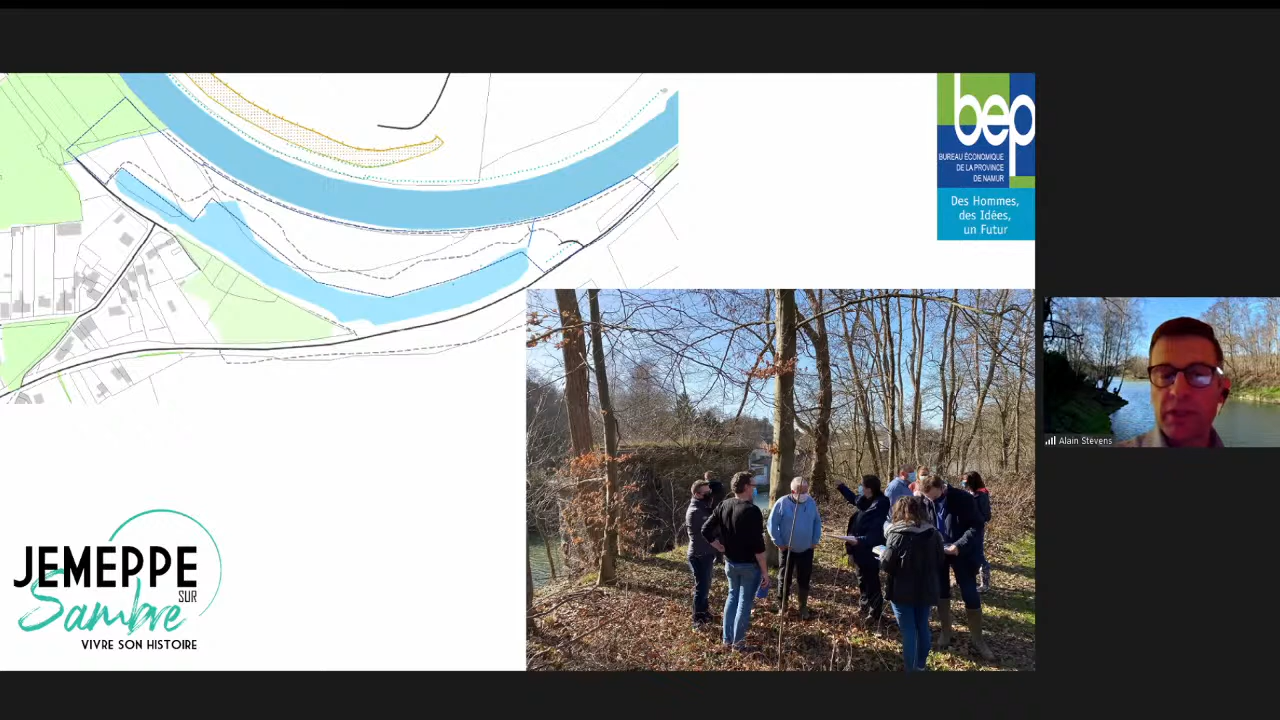 bep
BUREAU ÉCONOMIQUE
DE LA PROVINCE
DE NAMUR
Des Hommes,
des Idées,
un Futur
Alain Stevens
JEMEPPE
SUR
Sambre
VIVRE SON HISTOIRE